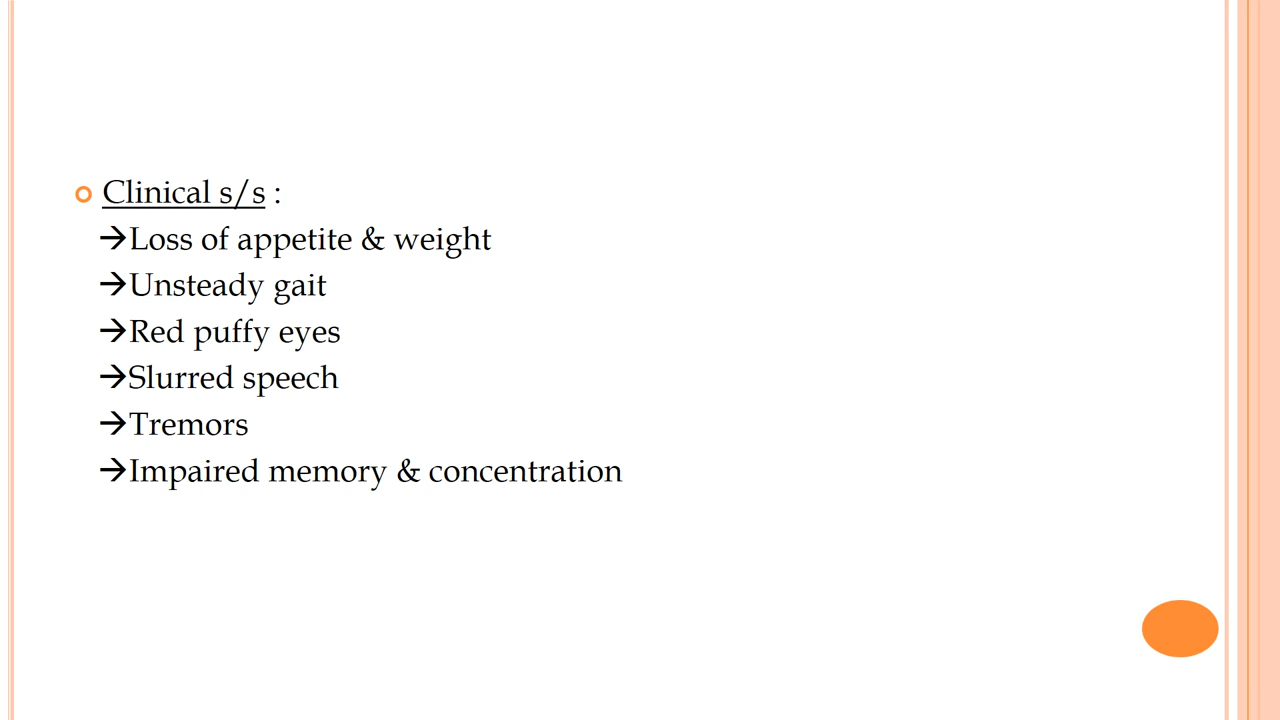 Clinical s/s :
→Loss of appetite & weight
→Unsteady gait
→Red puffy eyes
→Slurred speech
→Tremors
→Impaired memory & concentration